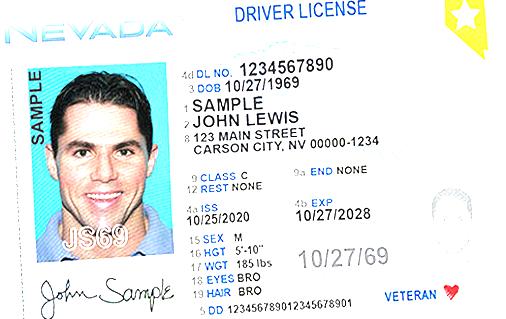 NEVADA
DRIVER LICENSE
SAMPLE
4d DL NO. 1234567890
3 DOB 10/27/1969
1 SAMPLE
2 JOHN LEWIS
8 123 MAIN STREET
CARSON CITY, NV 00000-1234
9 CLASS C
9a END NONE
12 REST NONE
4a ISS
10/25/2020
4b EXP
10/27/2028
15 SEX M
16 HGT 5'-10"
17 WGT 185 lbs
18 EYES BRO
19 HAIR BRO
5 DD 12345678901234578901
JS69
10/27/69
John Sample
VETERAN